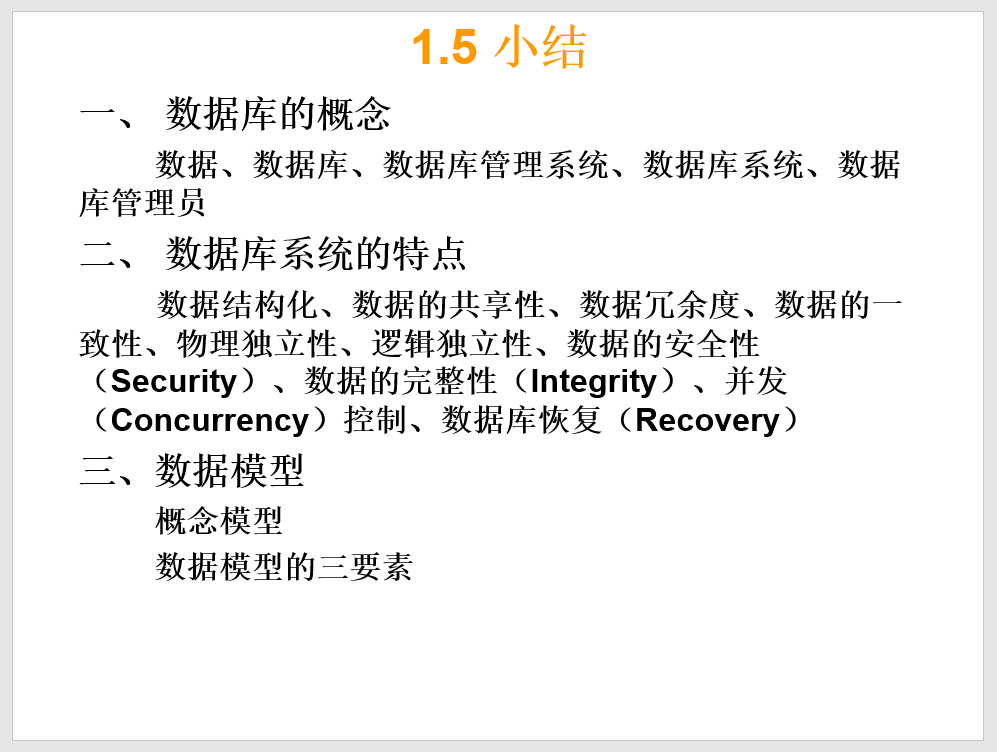 1.5 小结
一、 数据库的概念
数据、数据库、数据库管理系统、数据库系统、数据
库管理员
二、 数据库系统的特点
数据结构化、数据的共享性、数据冗余度、数据的一
致性、物理独立性、逻辑独立性、数据的安全性
（Security）、数据的完整性（Integrity）、并发
（Concurrency）控制、数据库恢复（Recovery）
三、数据模型
概念模型
数据模型的三要素